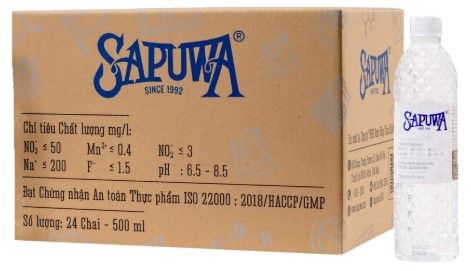 SAPUWA®
SINCE 1992
Chỉ tiêu Chất lượng mg/l:
NO₃⁻ ≤ 50 Mn²⁺ ≤ 0.4 NO₂⁻ ≤ 3
Na⁺ ≤ 200 F⁻ ≤ 1.5 pH : 6.5 - 8.5
Đạt Chứng nhận An toàn Thực phẩm ISO 22000 : 2018/HACCP/GMP
Số lượng: 24 Chai - 500 ml
SAPUWA